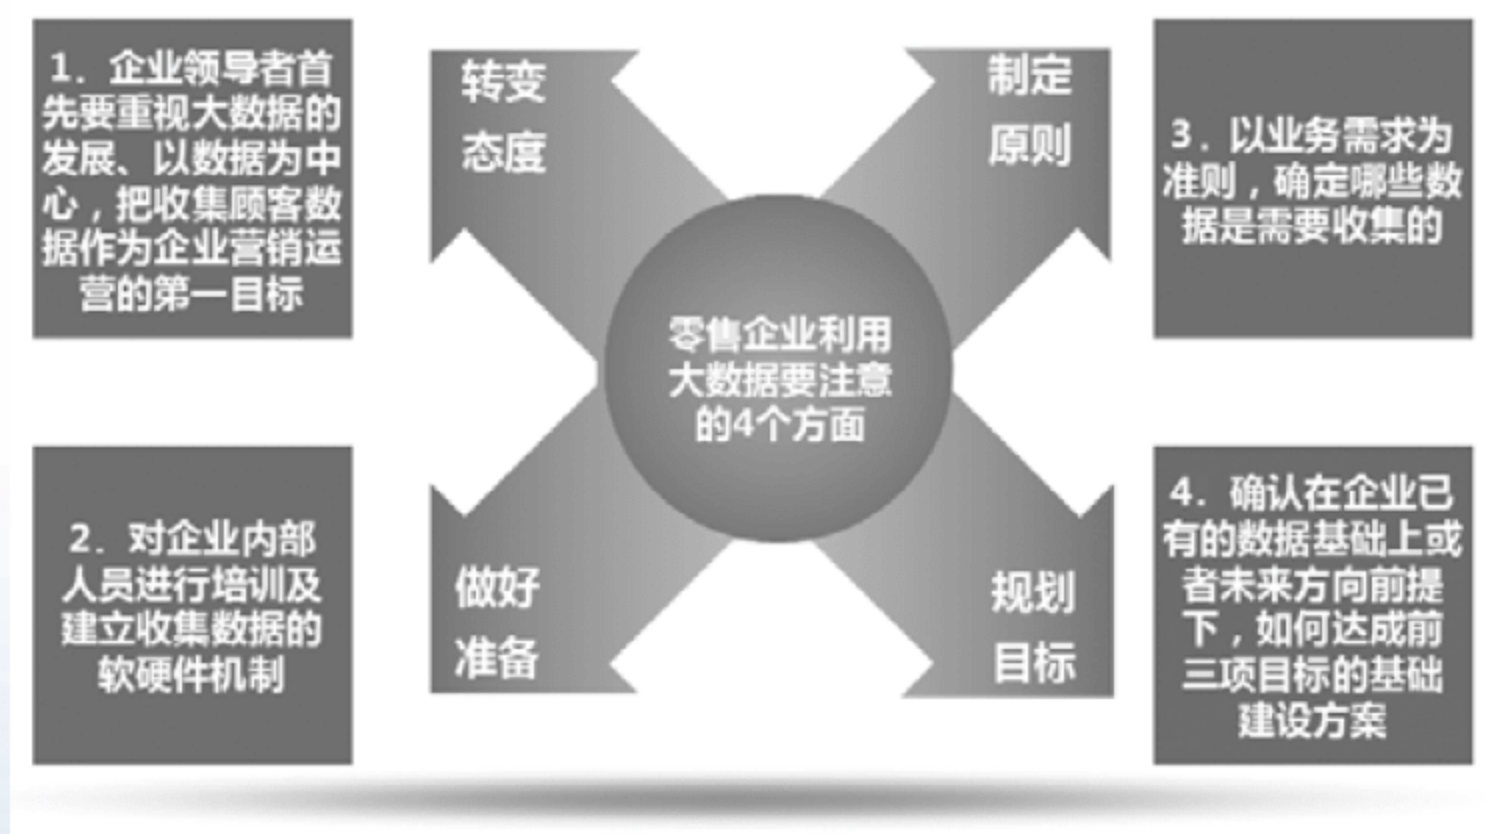 1. 企业领导者首
先要重视大数据的
发展、以数据为中
心，把收集顾客数
据作为企业营销运
营的第一目标
转变
态度
制定
原则
3. 以业务需求为
准则，确定哪些数
据是需要收集的
零售企业利用
大数据要注意
的4个方面
2. 对企业内部
人员进行培训及
建立收集数据的
软硬件机制
做好
准备
规划
目标
4. 确认在企业已
有的数据基础上或
者未来方向前提
下，如何达成前
三项目标的基础
建设方案